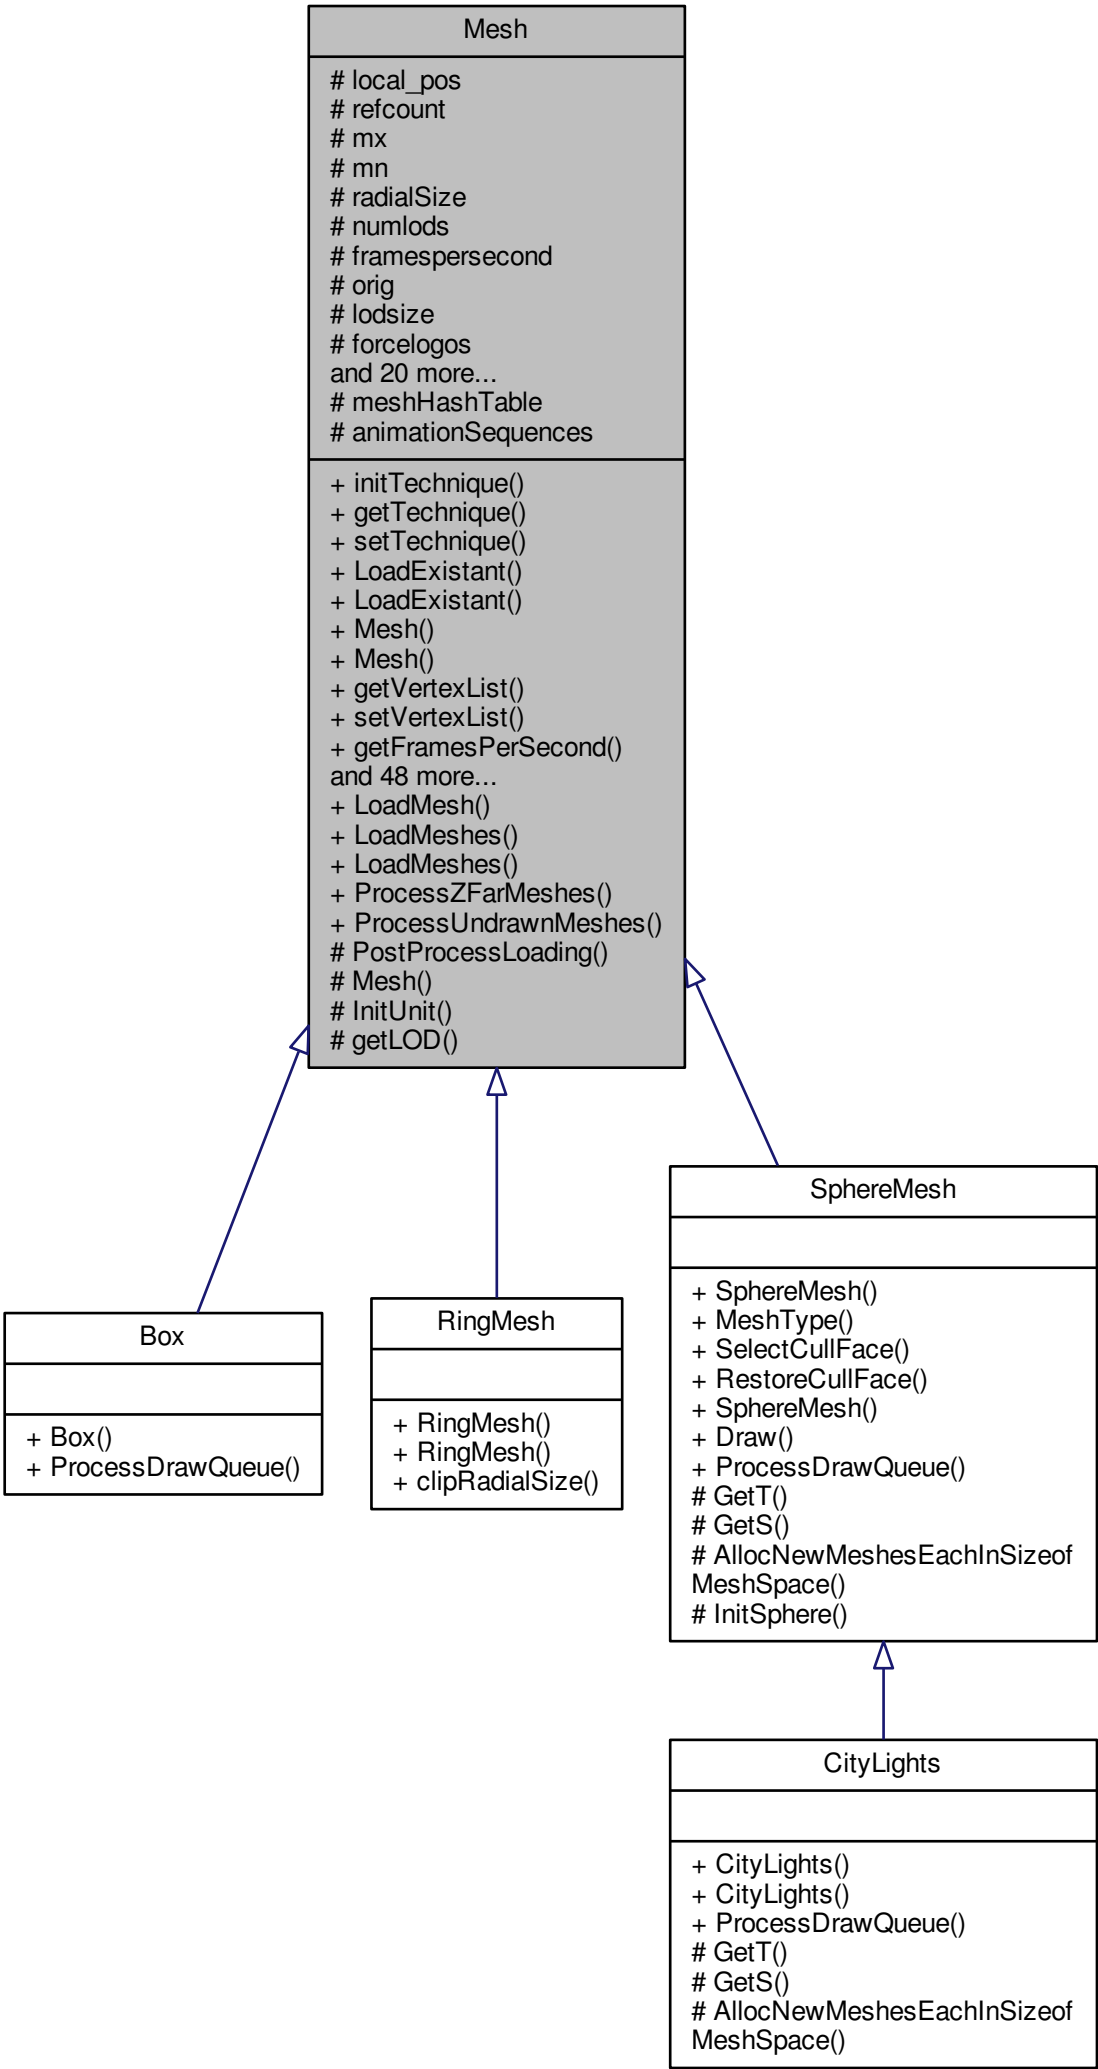 Mesh
# local_pos
# refcount
# mx
# mn
# radialSize
# numlods
# framespersecond
# orig
# lodsize
# forcelogos
and 20 more...
# meshHashTable
# animationSequences
+ initTechnique()
+ getTechnique()
+ setTechnique()
+ LoadExistant()
+ LoadExistant()
+ Mesh()
+ Mesh()
+ getVertexList()
+ setVertexList()
+ getFramesPerSecond()
and 48 more...
+ LoadMesh()
+ LoadMeshes()
+ LoadMeshes()
+ ProcessZFarMeshes()
+ ProcessUndrawnMeshes()
# PostProcessLoading()
# Mesh()
# InitUnit()
# getLOD()
Box
+ Box()
+ ProcessDrawQueue()
RingMesh
+ RingMesh()
+ RingMesh()
+ clipRadialSize()
SphereMesh
+ SphereMesh()
+ MeshType()
+ SelectCullFace()
+ RestoreCullFace()
+ SphereMesh()
+ Draw()
+ ProcessDrawQueue()
# GetT()
# GetS()
# AllocNewMeshesEachInSizeof
MeshSpace()
# InitSphere()
CityLights
+ CityLights()
+ CityLights()
+ ProcessDrawQueue()
# GetT()
# GetS()
# AllocNewMeshesEachInSizeof
MeshSpace()